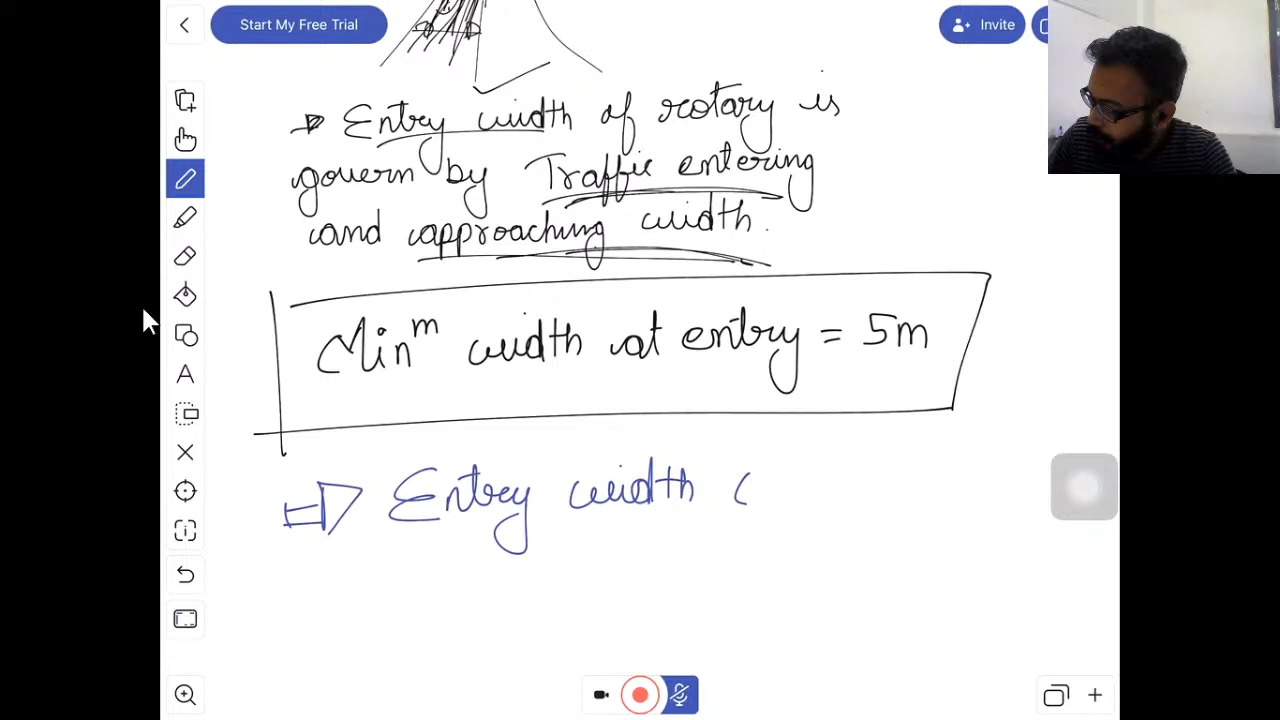 Start My Free Trial
Invite
Entry width of rotary is
govern by Traffic entering
and approaching width.
Minm width at entry = 5m
Entry width (